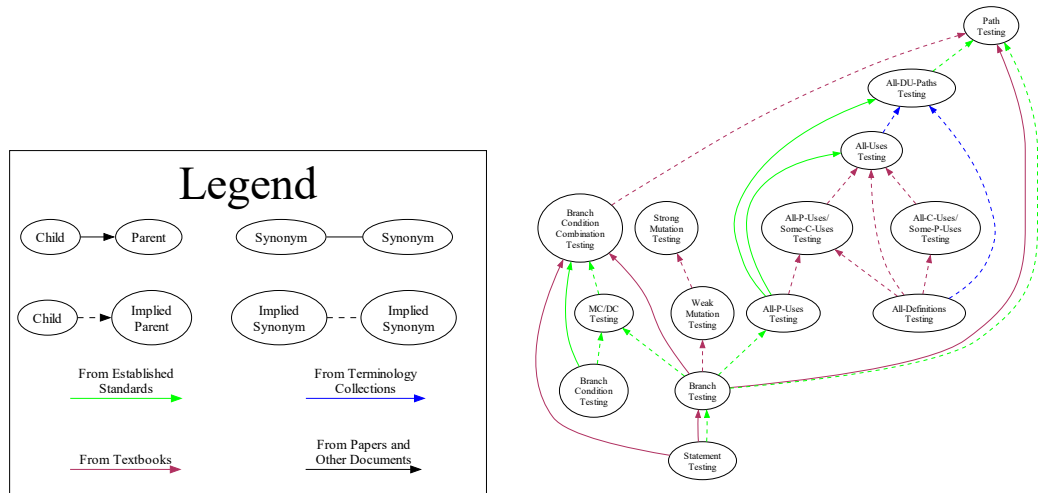 Legend
Child
Parent
Synonym
Synonym
Child
Implied
Parent
Implied
Synonym
Implied
Synonym
From Established
Standards
From Terminology
Collections
From Textbooks
From Papers and
Other Documents
Path
Testing
All-DU-Paths
Testing
All-Uses
Testing
Branch
Condition
Combination
Testing
Strong
Mutation
Testing
All-P-Uses/
Some-C-Uses
Testing
All-C-Uses/
Some-P-Uses
Testing
MC/DC
Testing
Weak
Mutation
Testing
All-P-Uses
Testing
All-Definitions
Testing
Branch
Condition
Testing
Branch
Testing
Statement
Testing